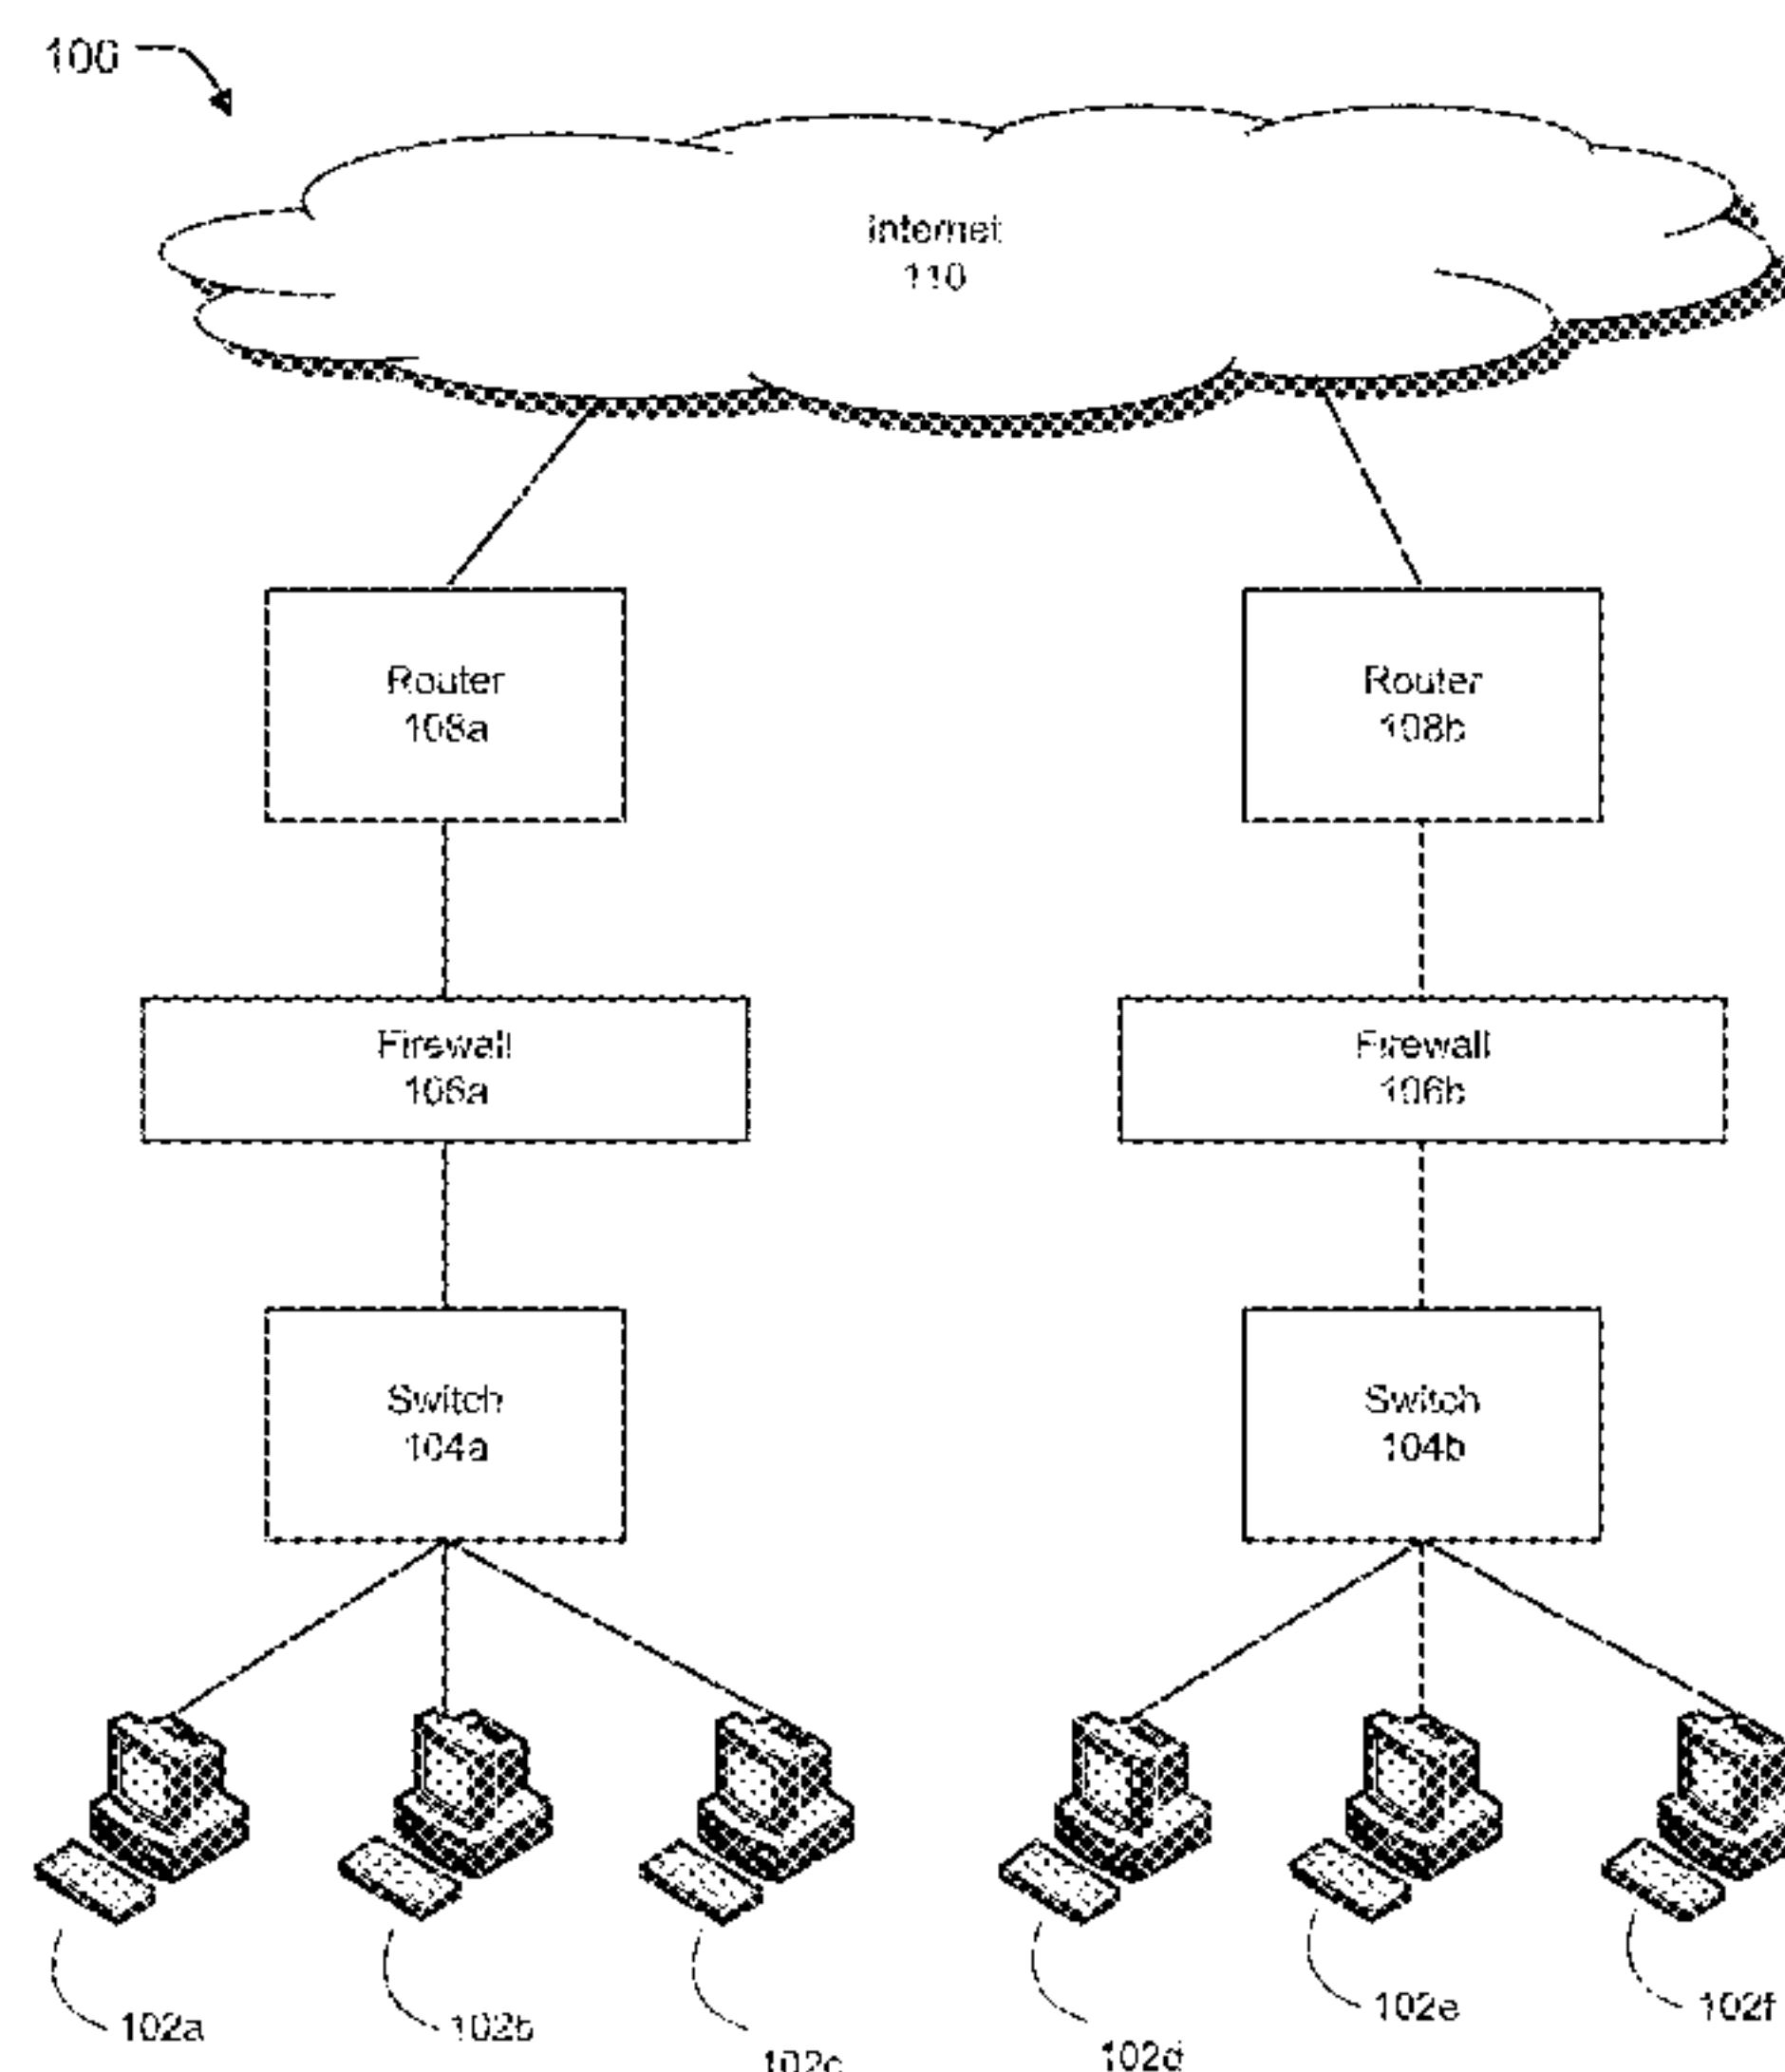 100
Internet
110
Router
108a
Router
108b
Firewall
106a
Firewall
106b
Switch
104a
Switch
104b
102a
102b
102c
102d
102e
102f